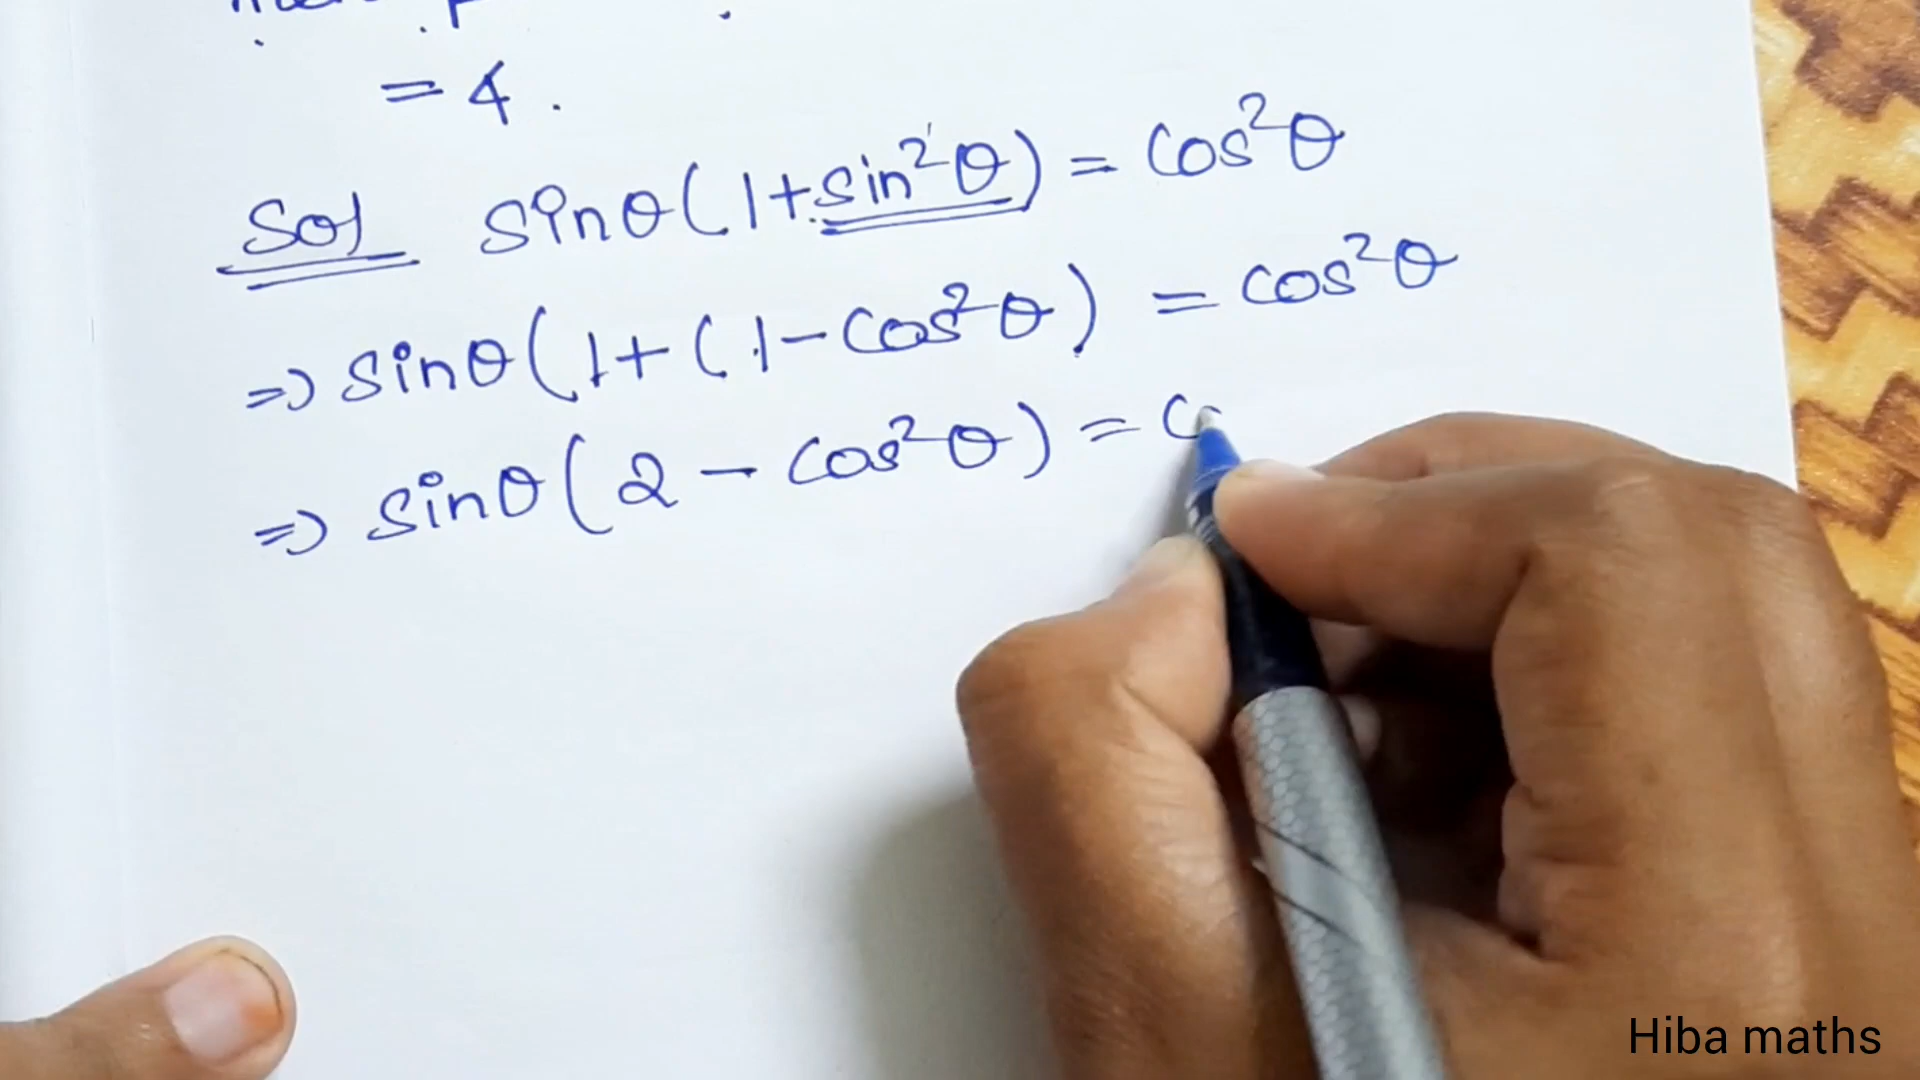 = 4.
Sol sinθ(1+sin²θ) = cos²θ
=> sinθ(1+(1-cos²θ) = cos²θ
=> sinθ(2 - cos²θ) = c
Hiba maths